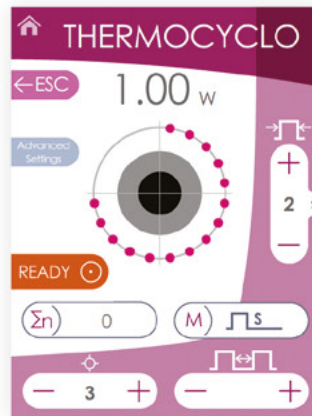 THERMOCYCLO
←ESC
1.00 W
Advanced
Settings
+
2
−
READY
Σn) 0
M) S
− 3 +
− +